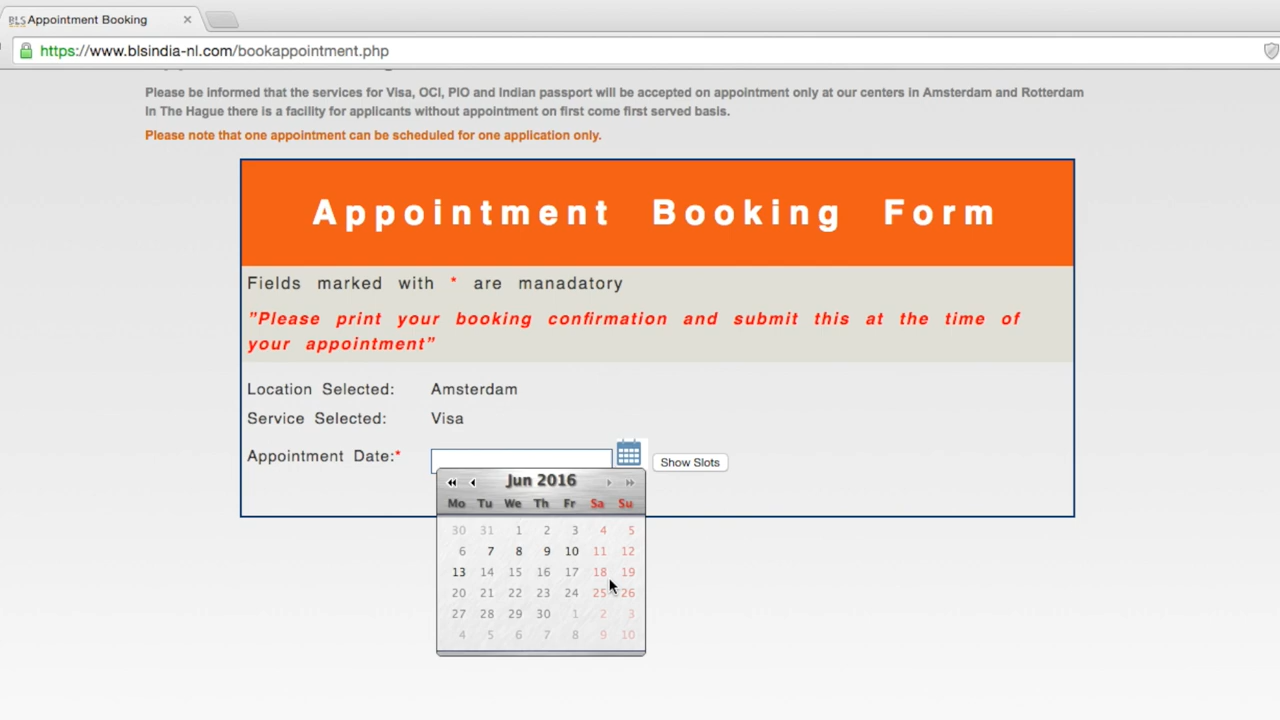 BLS Appointment Booking
https://www.blsindia-nl.com/bookappointment.php
Please be informed that the services for Visa, OCI, PIO and Indian passport will be accepted on appointment only at our centers in Amsterdam and Rotterdam
In The Hague there is a facility for applicants without appointment on first come first served basis.
Please note that one appointment can be scheduled for one application only.
Appointment Booking Form
Fields marked with * are manadatory
"Please print your booking confirmation and submit this at the time of
your appointment"
Location Selected: Amsterdam
Service Selected: Visa
Appointment Date:* Show Slots
Jun 2016
Mo Tu We Th Fr Sa Su
30 31 1 2 3 4 5
6 7 8 9 10 11 12
13 14 15 16 17 18 19
20 21 22 23 24 25 26
27 28 29 30 1 2 3
4 5 6 7 8 9 10